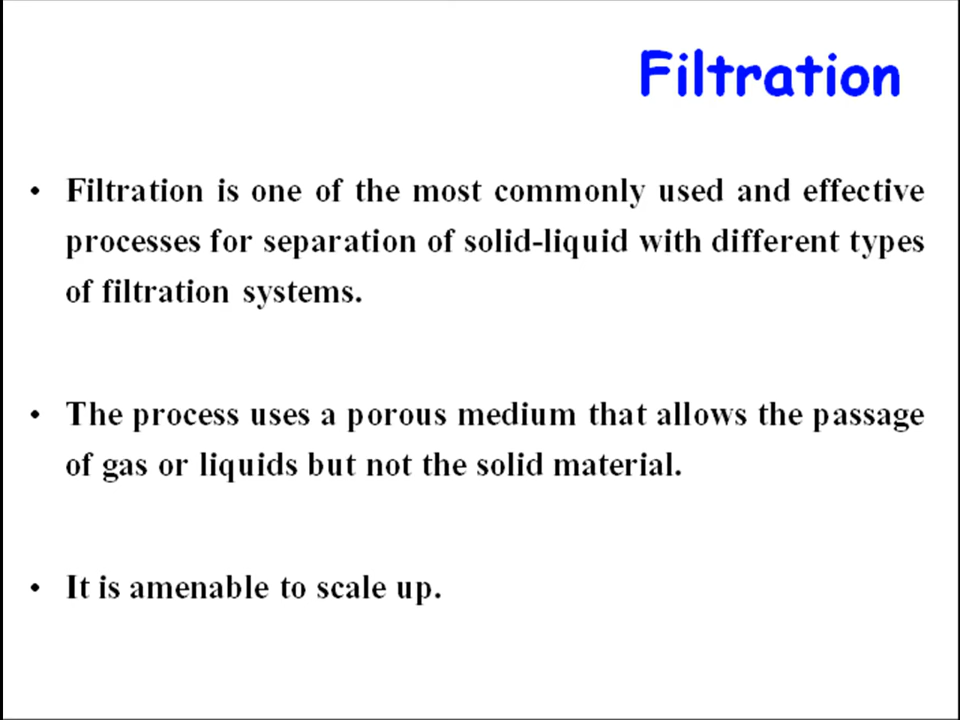 Filtration
• Filtration is one of the most commonly used and effective
processes for separation of solid-liquid with different types
of filtration systems.
• The process uses a porous medium that allows the passage
of gas or liquids but not the solid material.
• It is amenable to scale up.